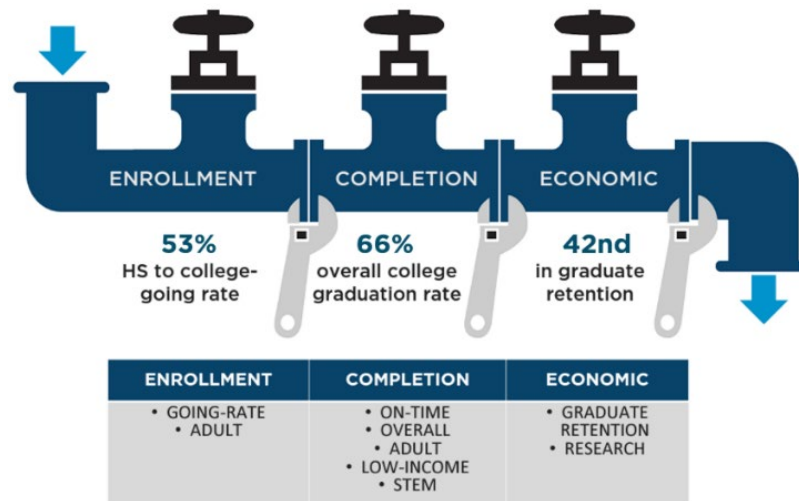 ENROLLMENT
COMPLETION
ECONOMIC
53%
HS to college-
going rate
66%
overall college
graduation rate
42nd
in graduate
retention
ENROLLMENT
COMPLETION
ECONOMIC
• GOING-RATE
• ADULT
• ON-TIME
• OVERALL
• ADULT
• LOW-INCOME
• STEM
• GRADUATE
RETENTION
• RESEARCH